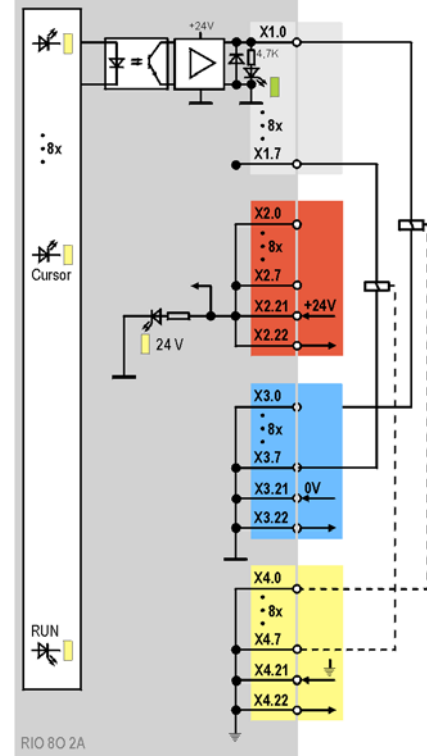 +24V
X1.0
4,7K
8x
X1.7
8x
X2.0
8x
X2.7
Cursor
X2.21 +24V
X2.22
24 V
X3.0
8x
X3.7
X3.21 0V
X3.22
X4.0
8x
RUN
X4.7
X4.21
X4.22
RIO 8O 2A